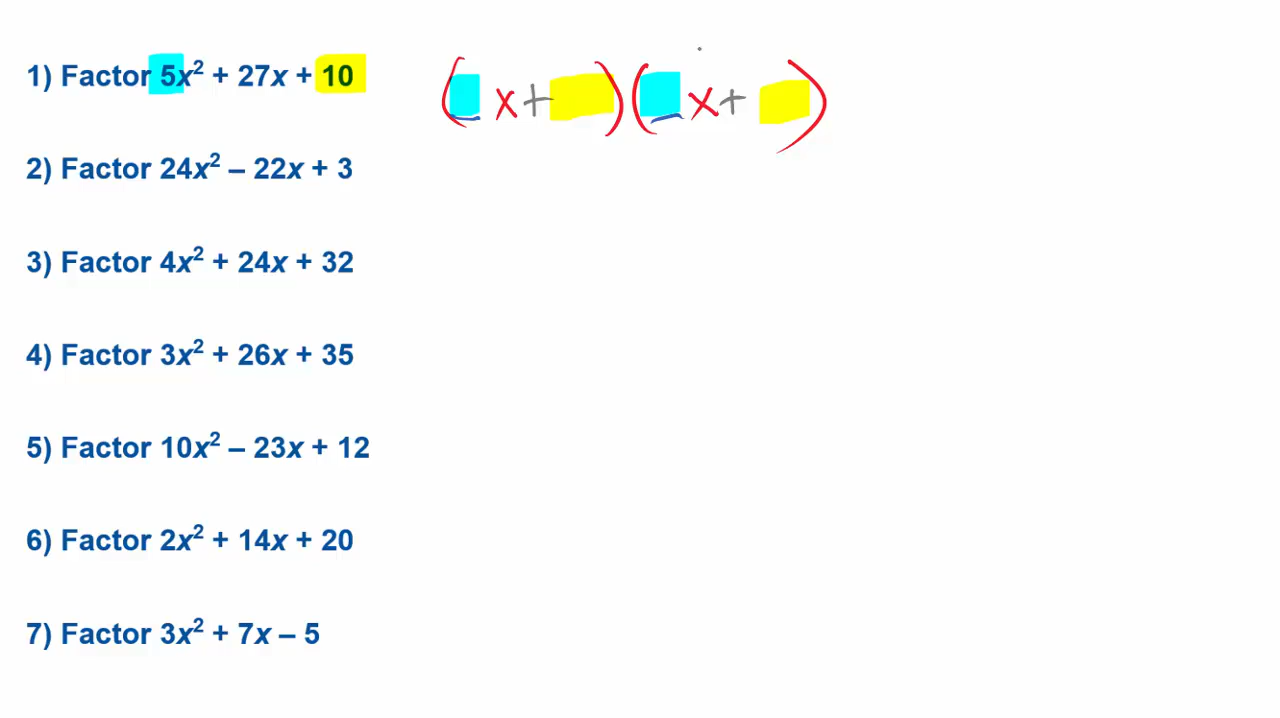 1) Factor 5x² + 27x + 10 ( x+ )( x+ )
2) Factor 24x² – 22x + 3
3) Factor 4x² + 24x + 32
4) Factor 3x² + 26x + 35
5) Factor 10x² – 23x + 12
6) Factor 2x² + 14x + 20
7) Factor 3x² + 7x – 5